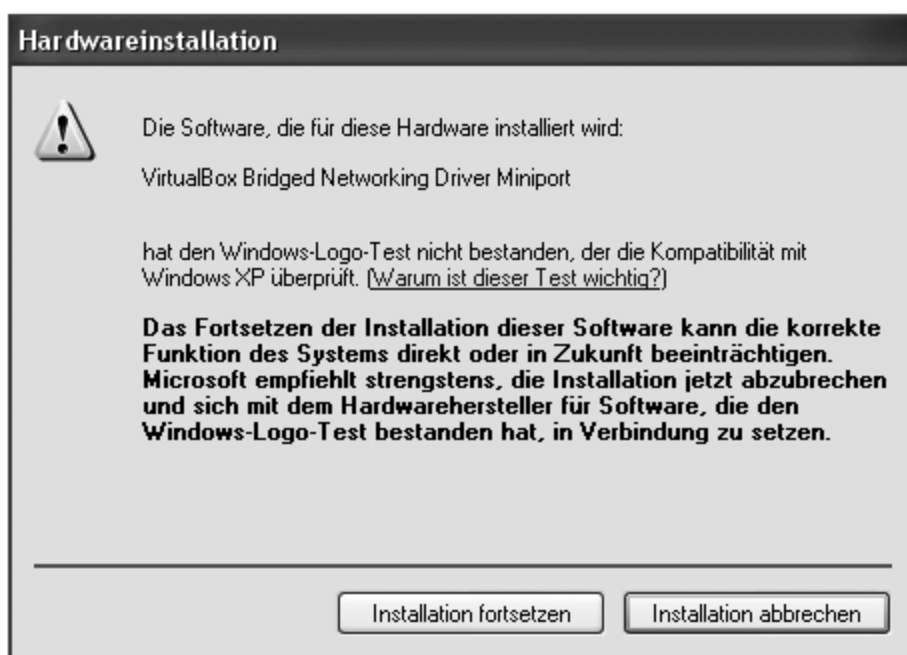 Hardwareinstallation
Die Software, die für diese Hardware installiert wird:
VirtualBox Bridged Networking Driver Miniport
hat den Windows-Logo-Test nicht bestanden, der die Kompatibilität mit
Windows XP überprüft. (Warum ist dieser Test wichtig?)
Das Fortsetzen der Installation dieser Software kann die korrekte
Funktion des Systems direkt oder in Zukunft beeinträchtigen.
Microsoft empfiehlt strengstens, die Installation jetzt abzubrechen
und sich mit dem Hardwarehersteller für Software, die den
Windows-Logo-Test bestanden hat, in Verbindung zu setzen.
Installation fortsetzen
Installation abbrechen